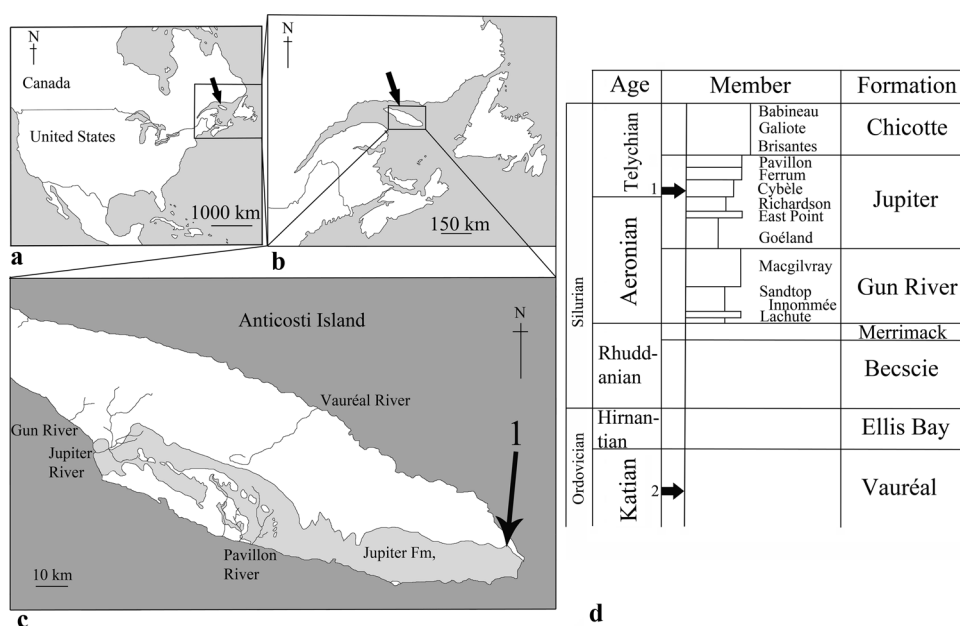 N
Canada
United States
1000 km
a
N
150 km
b
Anticosti Island
N
Vauréal River
1
Gun River
Jupiter
River
Pavillon
River
Jupiter Fm,
10 km
c
Age
Member
Formation
Silurian
Ordovician
Telychian
1
Aeronian
Rhudd-
anian
Hirnan-
tian
Katian
2
Babineau
Galiote
Brisantes
Pavillon
Ferrum
Cybèle
Richardson
East Point
Goéland
Macgilvray
Sandtop
Innommée
Lachute
Chicotte
Jupiter
Gun River
Merrimack
Becscie
Ellis Bay
Vauréal
d